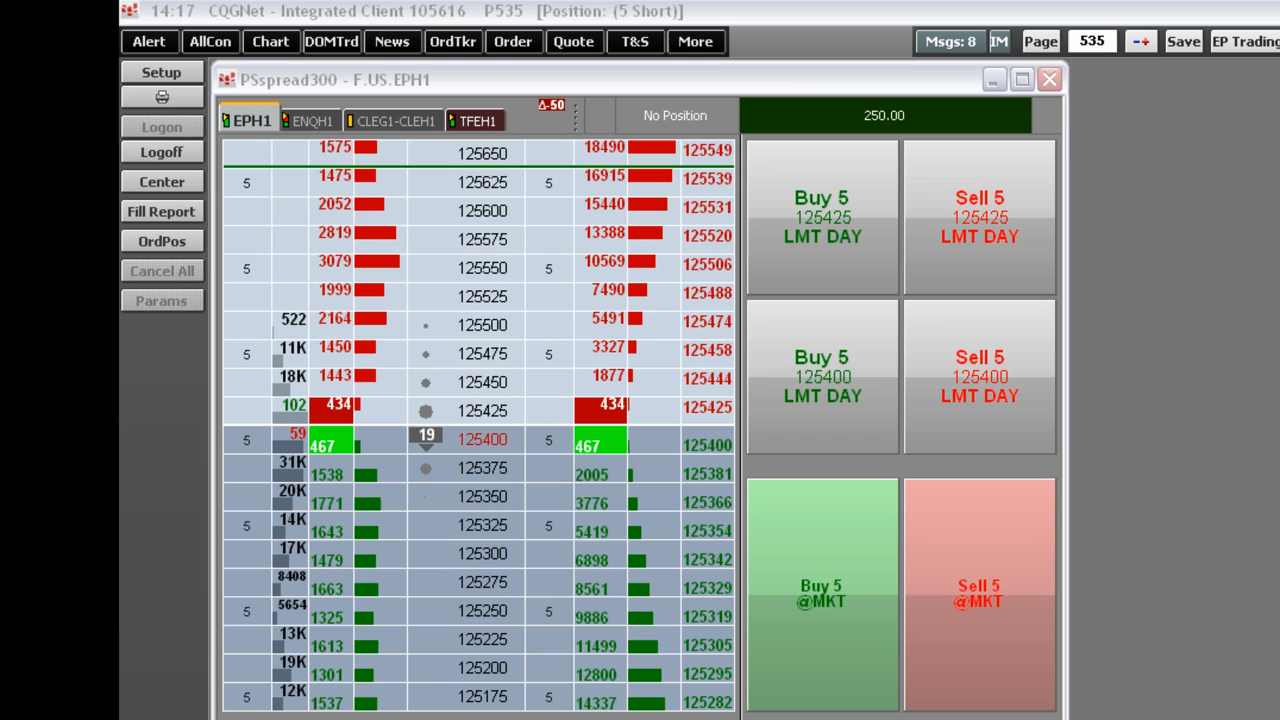 14:17 CQGNet - Integrated Client 105616 P535 [Position: (5 Short)]
Alert AllCon Chart DOMTrd News OrdTkr Order Quote T&S More Msgs: 8 IM Page 535 -+ Save EP Trading
Setup
Logon
Logoff
Center
Fill Report
OrdPos
Cancel All
Params
PSspread300 - F.US.EPH1
EPH1 ENQH1 CLEG1-CLEH1 TFEH1 Δ-50 No Position 250.00
1575 125650 18490 125549
5 1475 125625 5 16915 125539
2052 125600 15440 125531
2819 125575 13388 125520
5 3079 125550 5 10569 125506
1999 125525 7490 125488
522 2164 125500 5491 125474
5 11K 1450 125475 5 3327 125458
18K 1443 125450 1877 125444
102 434 125425 434 125425
5 59 467 19 125400 5 467 125400
31K 1538 125375 2005 125381
20K 1771 125350 3776 125366
5 14K 1643 125325 5 5419 125354
17K 1479 125300 6898 125342
8408 1663 125275 8561 125329
5 5654 1325 125250 5 9886 125319
13K 1613 125225 11499 125305
19K 1301 125200 12800 125295
5 12K 1537 125175 5 14337 125282
Buy 5
125425
LMT DAY
Sell 5
125425
LMT DAY
Buy 5
125400
LMT DAY
Sell 5
125400
LMT DAY
Buy 5
@MKT
Sell 5
@MKT